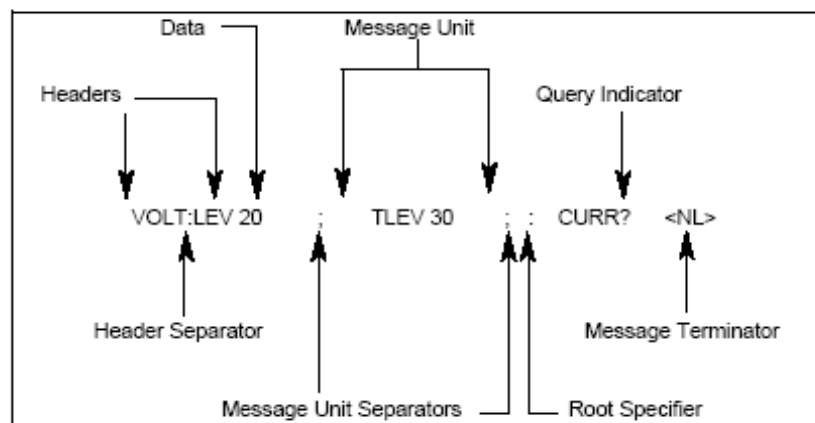 Data Message Unit
Headers Query Indicator
VOLT:LEV 20 ; TLEV 30 ; : CURR? <NL>
Header Separator Message Terminator
Message Unit Separators Root Specifier